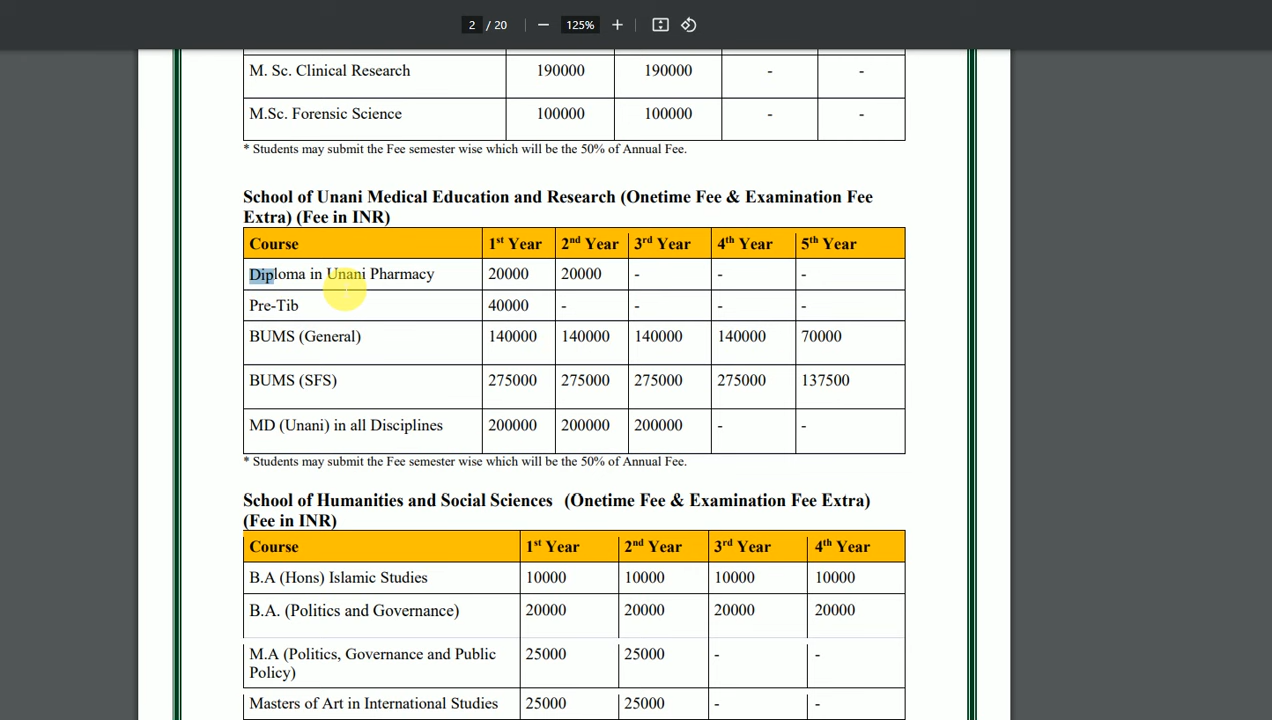 2 / 20 125%
M. Sc. Clinical Research 190000 190000 - -
M.Sc. Forensic Science 100000 100000 - -
* Students may submit the Fee semester wise which will be the 50% of Annual Fee.
School of Unani Medical Education and Research (Onetime Fee & Examination Fee
Extra) (Fee in INR)
Course 1st Year 2nd Year 3rd Year 4th Year 5th Year
Diploma in Unani Pharmacy 20000 20000 - - -
Pre-Tib 40000 - - - -
BUMS (General) 140000 140000 140000 140000 70000
BUMS (SFS) 275000 275000 275000 275000 137500
MD (Unani) in all Disciplines 200000 200000 200000 - -
* Students may submit the Fee semester wise which will be the 50% of Annual Fee.
School of Humanities and Social Sciences (Onetime Fee & Examination Fee Extra)
(Fee in INR)
Course 1st Year 2nd Year 3rd Year 4th Year
B.A (Hons) Islamic Studies 10000 10000 10000 10000
B.A. (Politics and Governance) 20000 20000 20000 20000
M.A (Politics, Governance and Public 25000 25000 - -
Policy)
Masters of Art in International Studies 25000 25000 - -